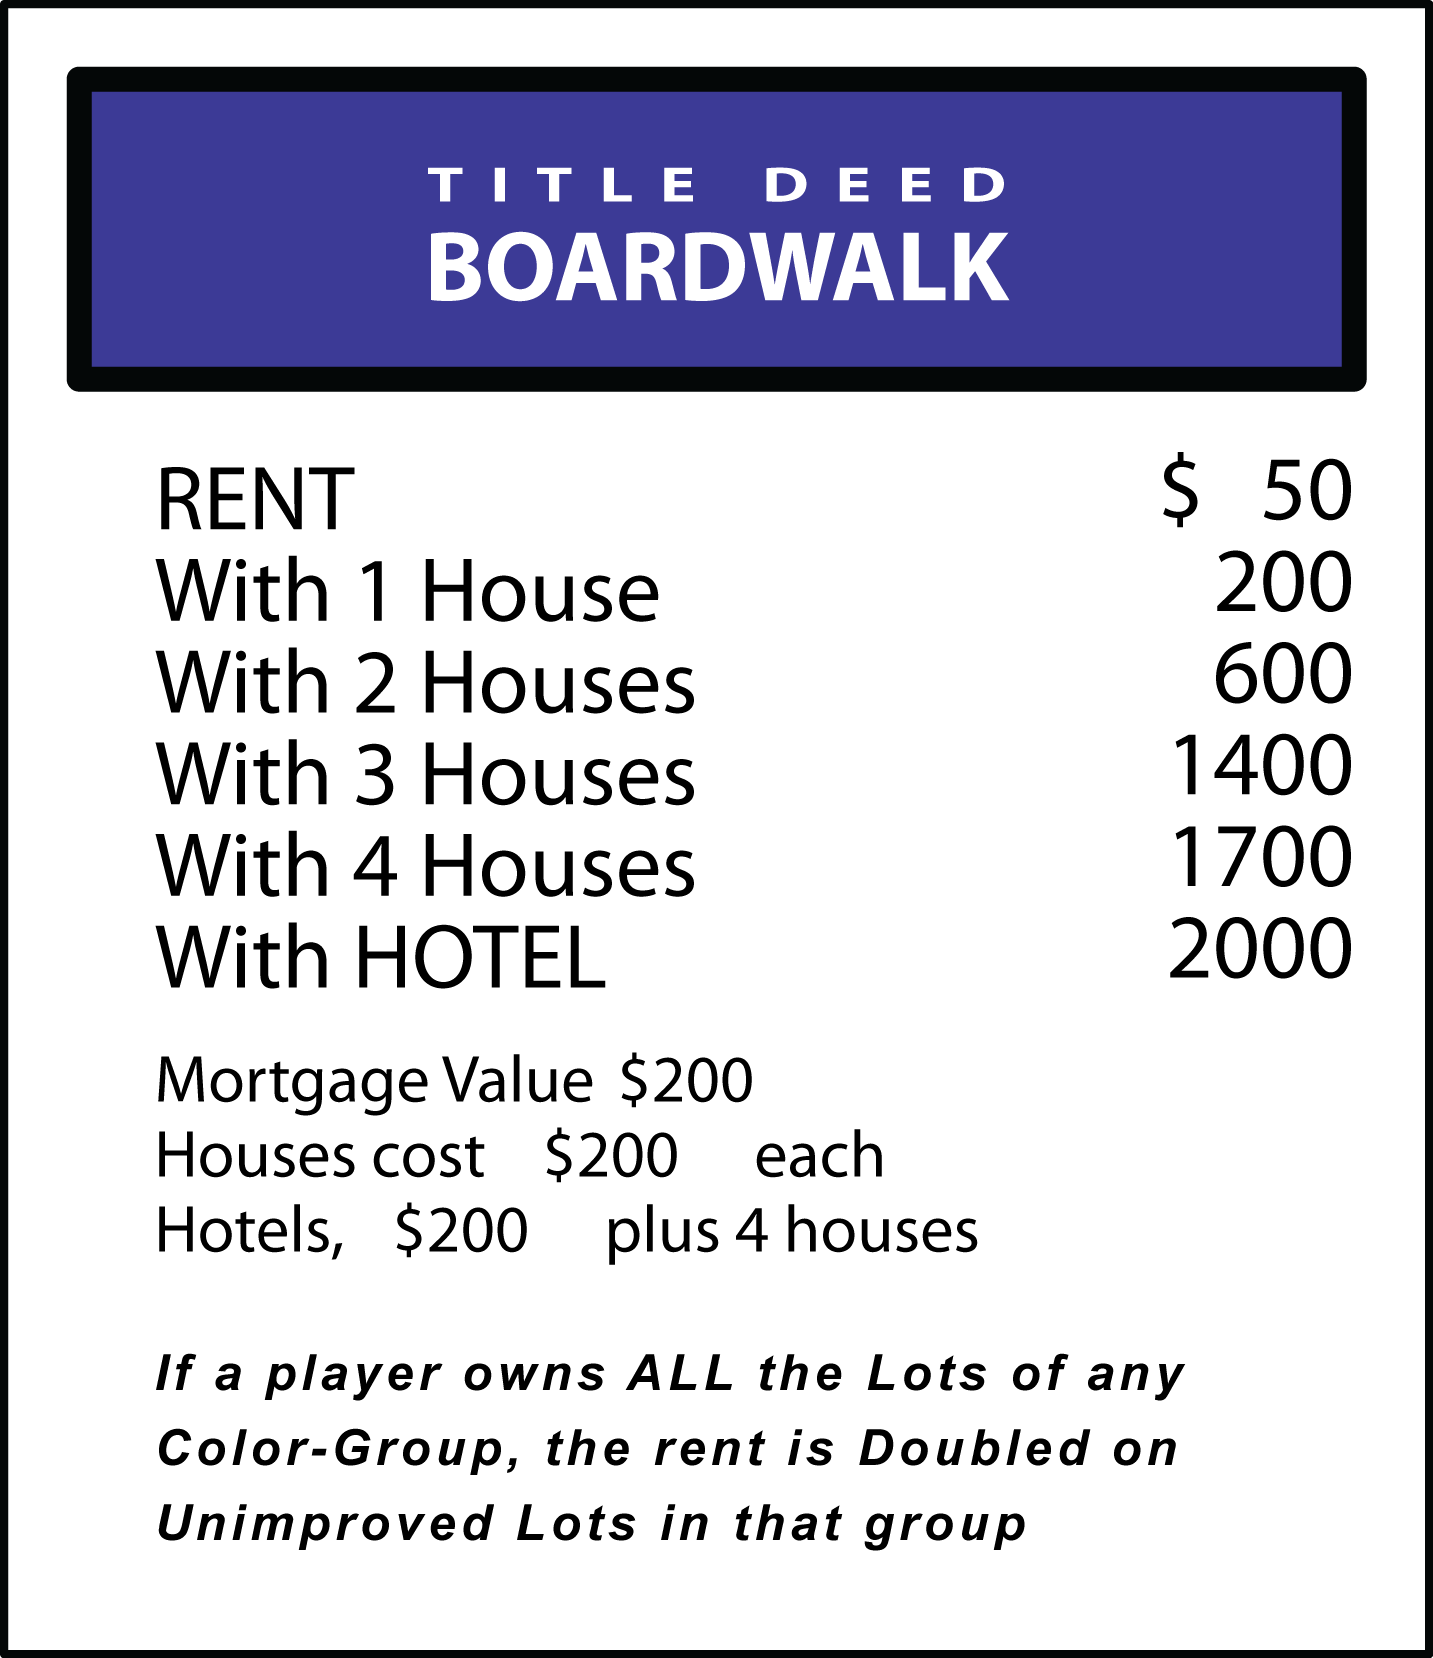 TITLE DEED
BOARDWALK
RENT $ 50
With 1 House 200
With 2 Houses 600
With 3 Houses 1400
With 4 Houses 1700
With HOTEL 2000
Mortgage Value $200
Houses cost $200 each
Hotels, $200 plus 4 houses
If a player owns ALL the Lots of any
Color-Group, the rent is Doubled on
Unimproved Lots in that group